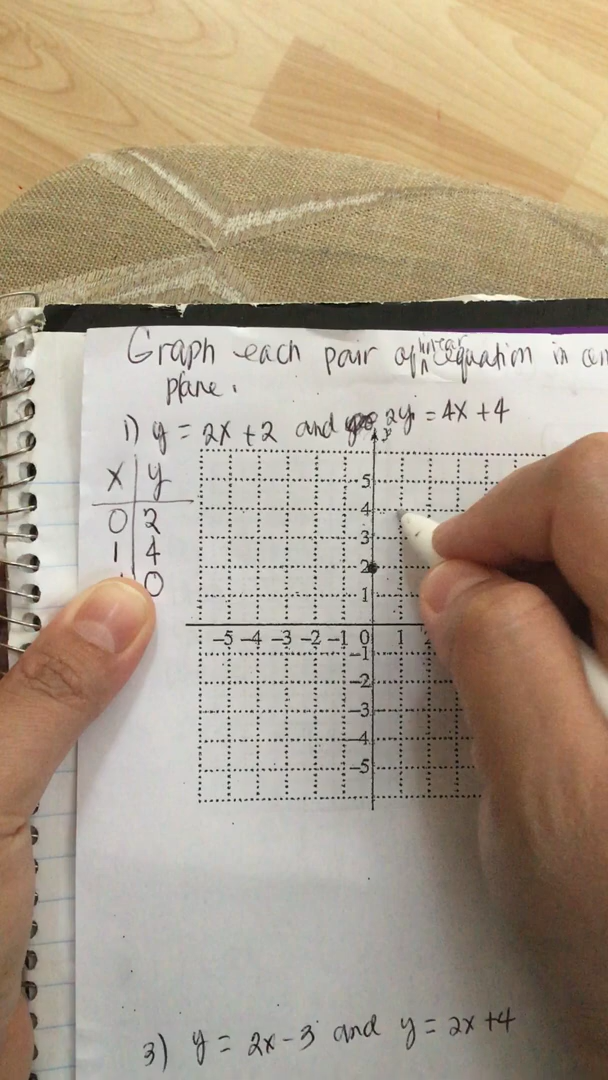 Graph each pair of linear equation in
plane.
1) y = 2x + 2 and 2y = 4x + 4
x y
0 2
1 4
0
y
5
4
3
2
1
-5 -4 -3 -2 -1 0 1
-1
-2
-3
-4
-5
3) y = 2x - 3 and y = 2x + 4